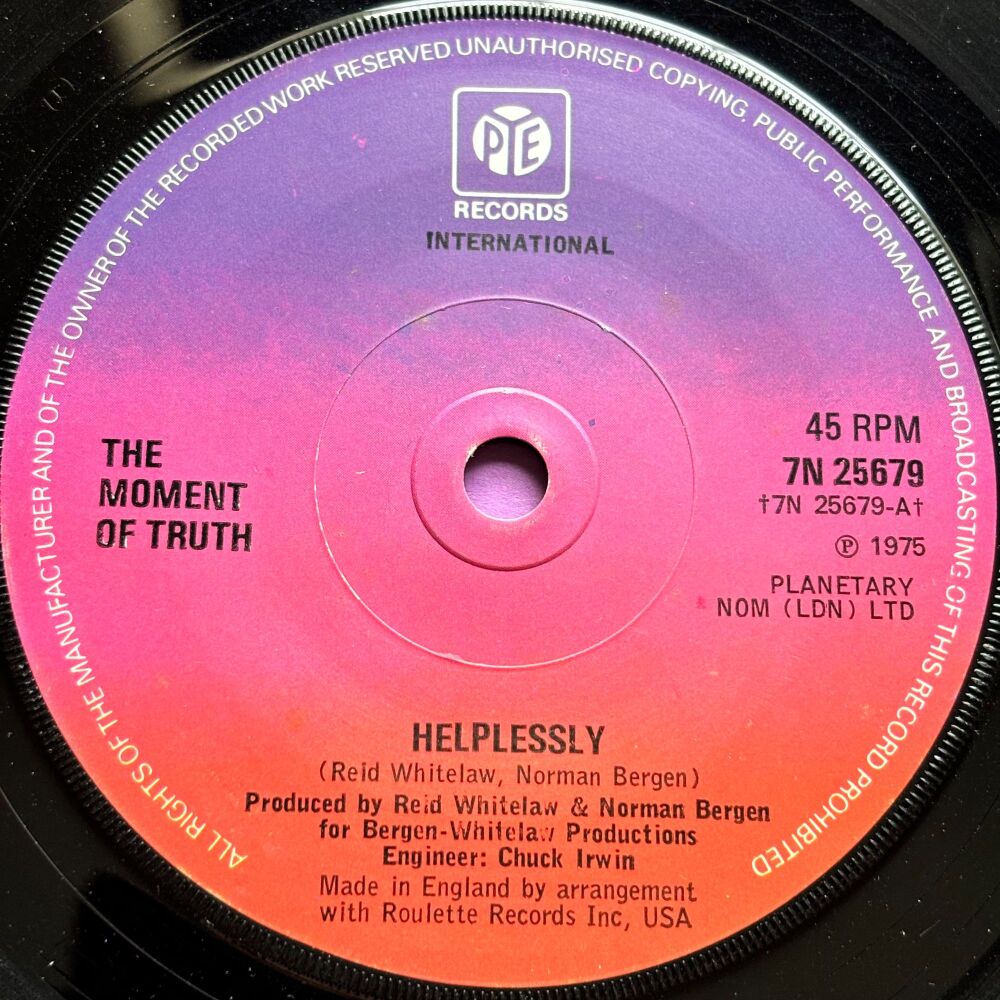 ALL RIGHTS OF THE MANUFACTURER AND OF THE OWNER OF THE RECORDED WORK RESERVED. UNAUTHORISED COPYING, PUBLIC PERFORMANCE AND BROADCASTING OF THIS RECORD PROHIBITED
PYE
RECORDS
INTERNATIONAL
THE
MOMENT
OF TRUTH
45 RPM
7N 25679
†7N 25679-A†
Ⓟ 1975
PLANETARY
NOM (LDN) LTD
HELPLESSLY
(Reid Whitelaw, Norman Bergen)
Produced by Reid Whitelaw & Norman Bergen
for Bergen-Whitelaw Productions
Engineer: Chuck Irwin
Made in England by arrangement
with Roulette Records Inc, USA